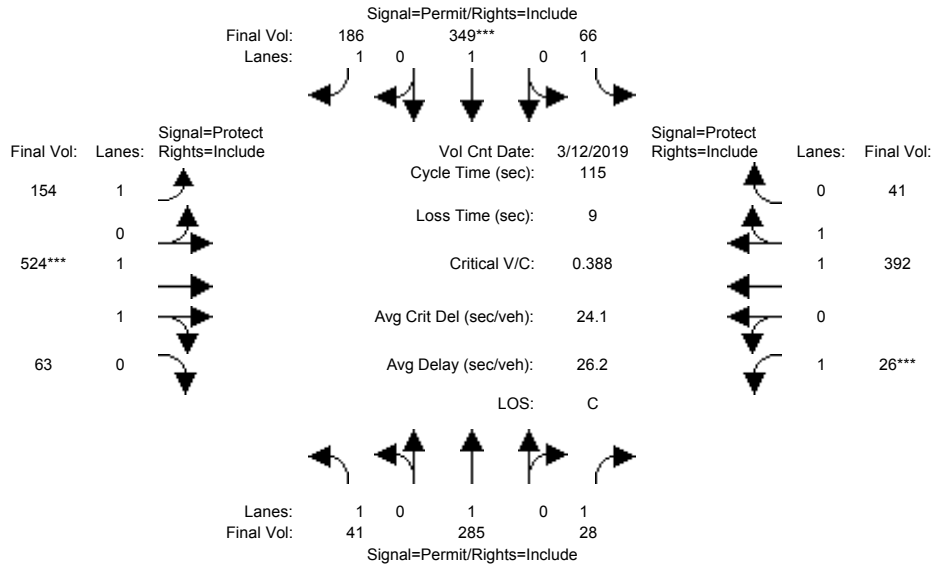 Signal=Permit/Rights=Include
Final Vol: 186 349*** 66
Lanes: 1 0 1 0 1
Signal=Protect Signal=Protect
Final Vol: Lanes: Rights=Include Vol Cnt Date: 3/12/2019 Rights=Include Lanes: Final Vol:
Cycle Time (sec): 115
154 1 0 41
Loss Time (sec): 9
0 1
524*** 1 Critical V/C: 0.388 1 392
1 Avg Crit Del (sec/veh): 24.1 0
63 0 Avg Delay (sec/veh): 26.2 1 26***
LOS: C
Lanes: 1 0 1 0 1
Final Vol: 41 285 28
Signal=Permit/Rights=Include